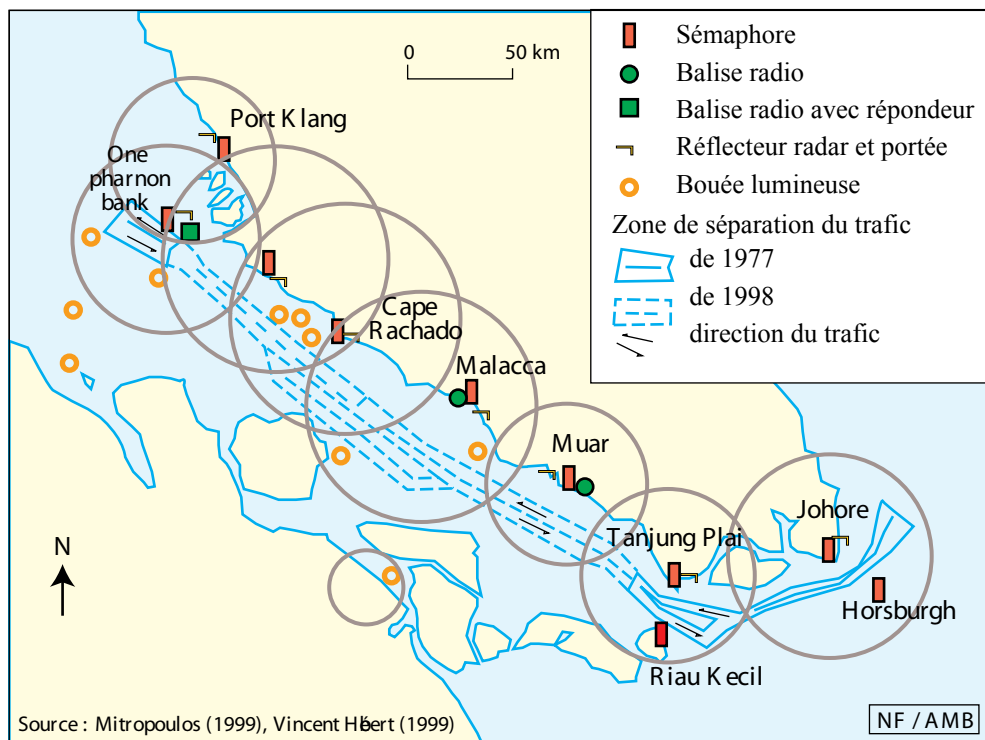 0 50 km
Sémaphore
Balise radio
Balise radio avec répondeur
Réflecteur radar et portée
Bouée lumineuse
Zone de séparation du trafic
de 1977
de 1998
direction du trafic
Port Klang
One
pharnon
bank
Cape
Rachado
Malacca
Muar
Tanjung Plai
Johore
Horsburgh
Riau Kecil
N
Source : Mitropoulos (1999), Vincent Hébert (1999)
NF / AMB